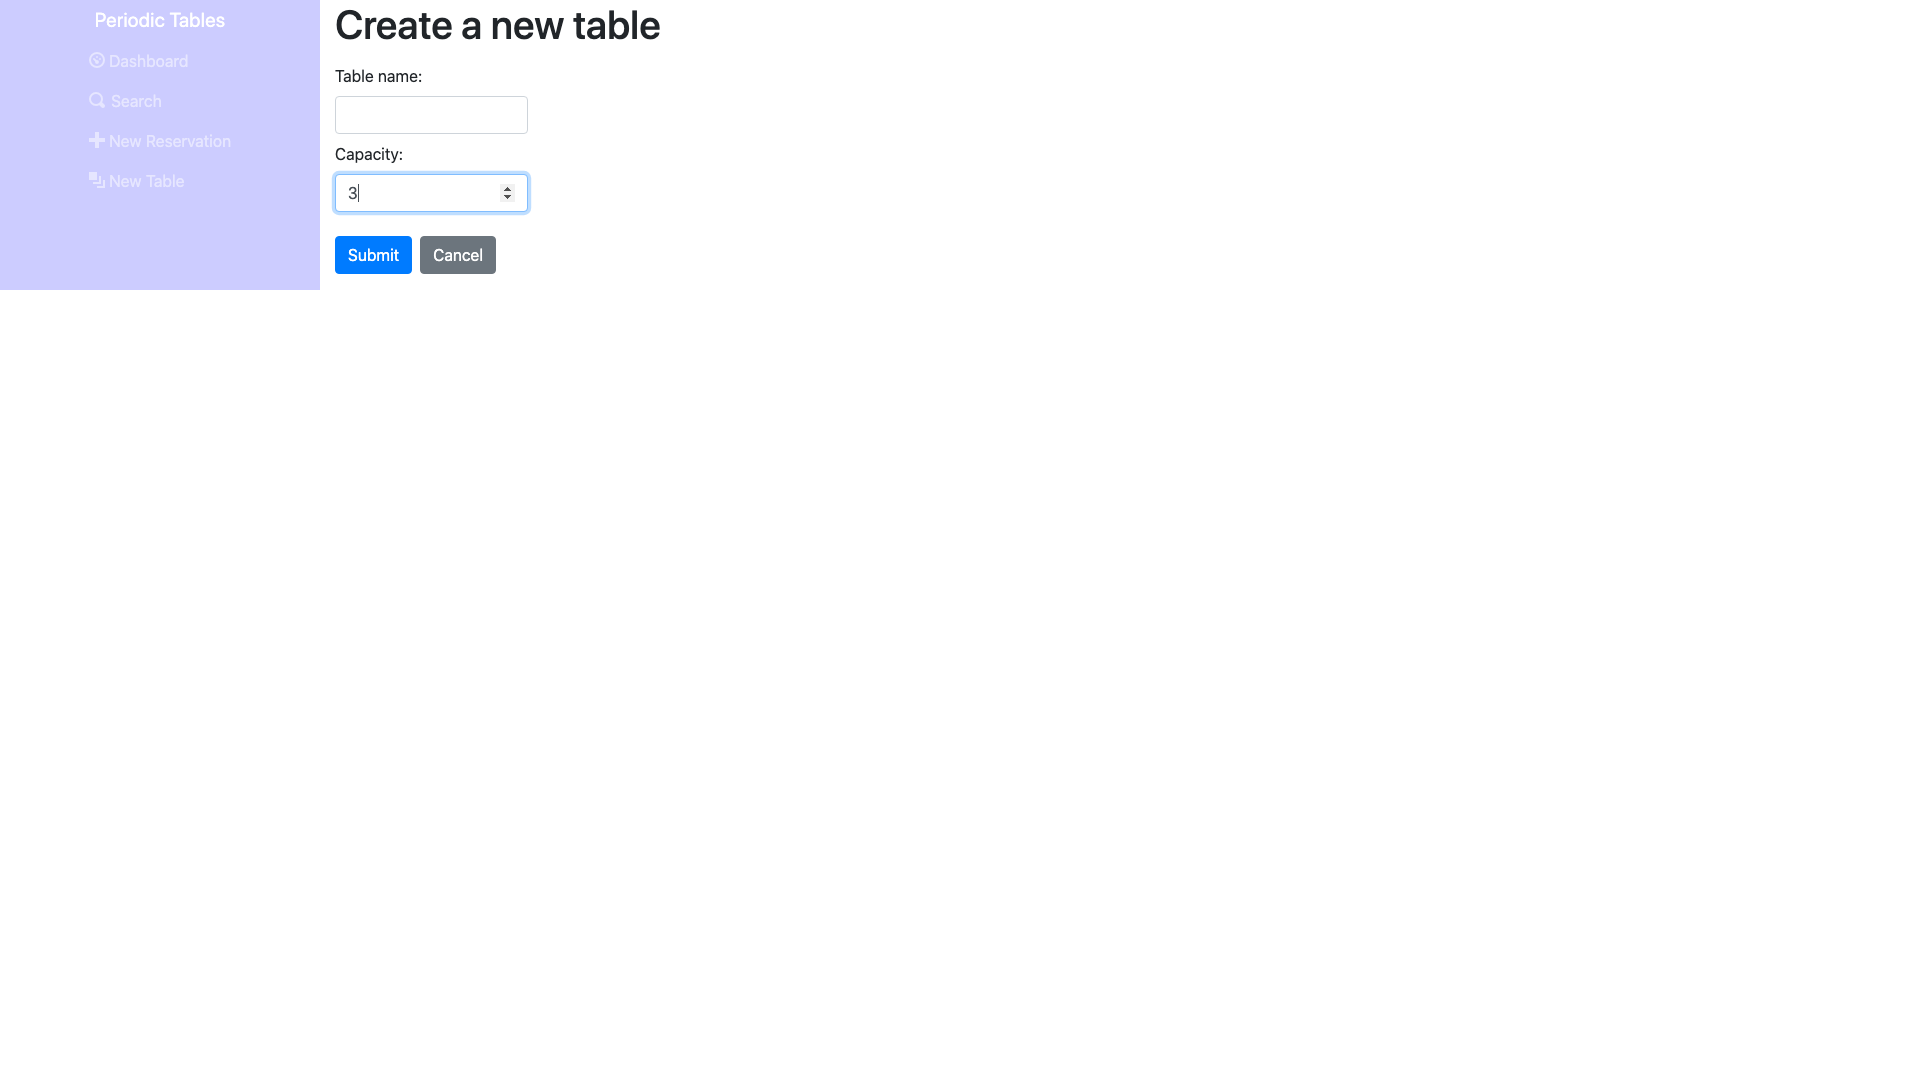 Periodic Tables
Dashboard
Search
New Reservation
New Table
Create a new table
Table name:
Capacity:
3
Submit
Cancel